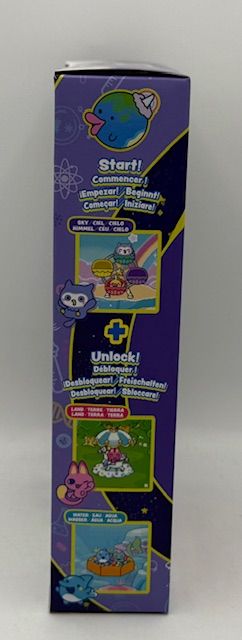 Start!
Commencer!
¡Empezar! / Beginnt!
Começar! / Iniziare!
SKY / CIEL / CIELO
HIMMEL / CÉU / CIELO
Unlock!
Débloquer!
¡Desbloquear! / Freischalten!
Desbloquear! / Sbloccare!
LAND / TERRE / TIERRA
LAND / TERRA / TERRA
WATER / EAU / AGUA
WASSER / ÁGUA / ACQUA